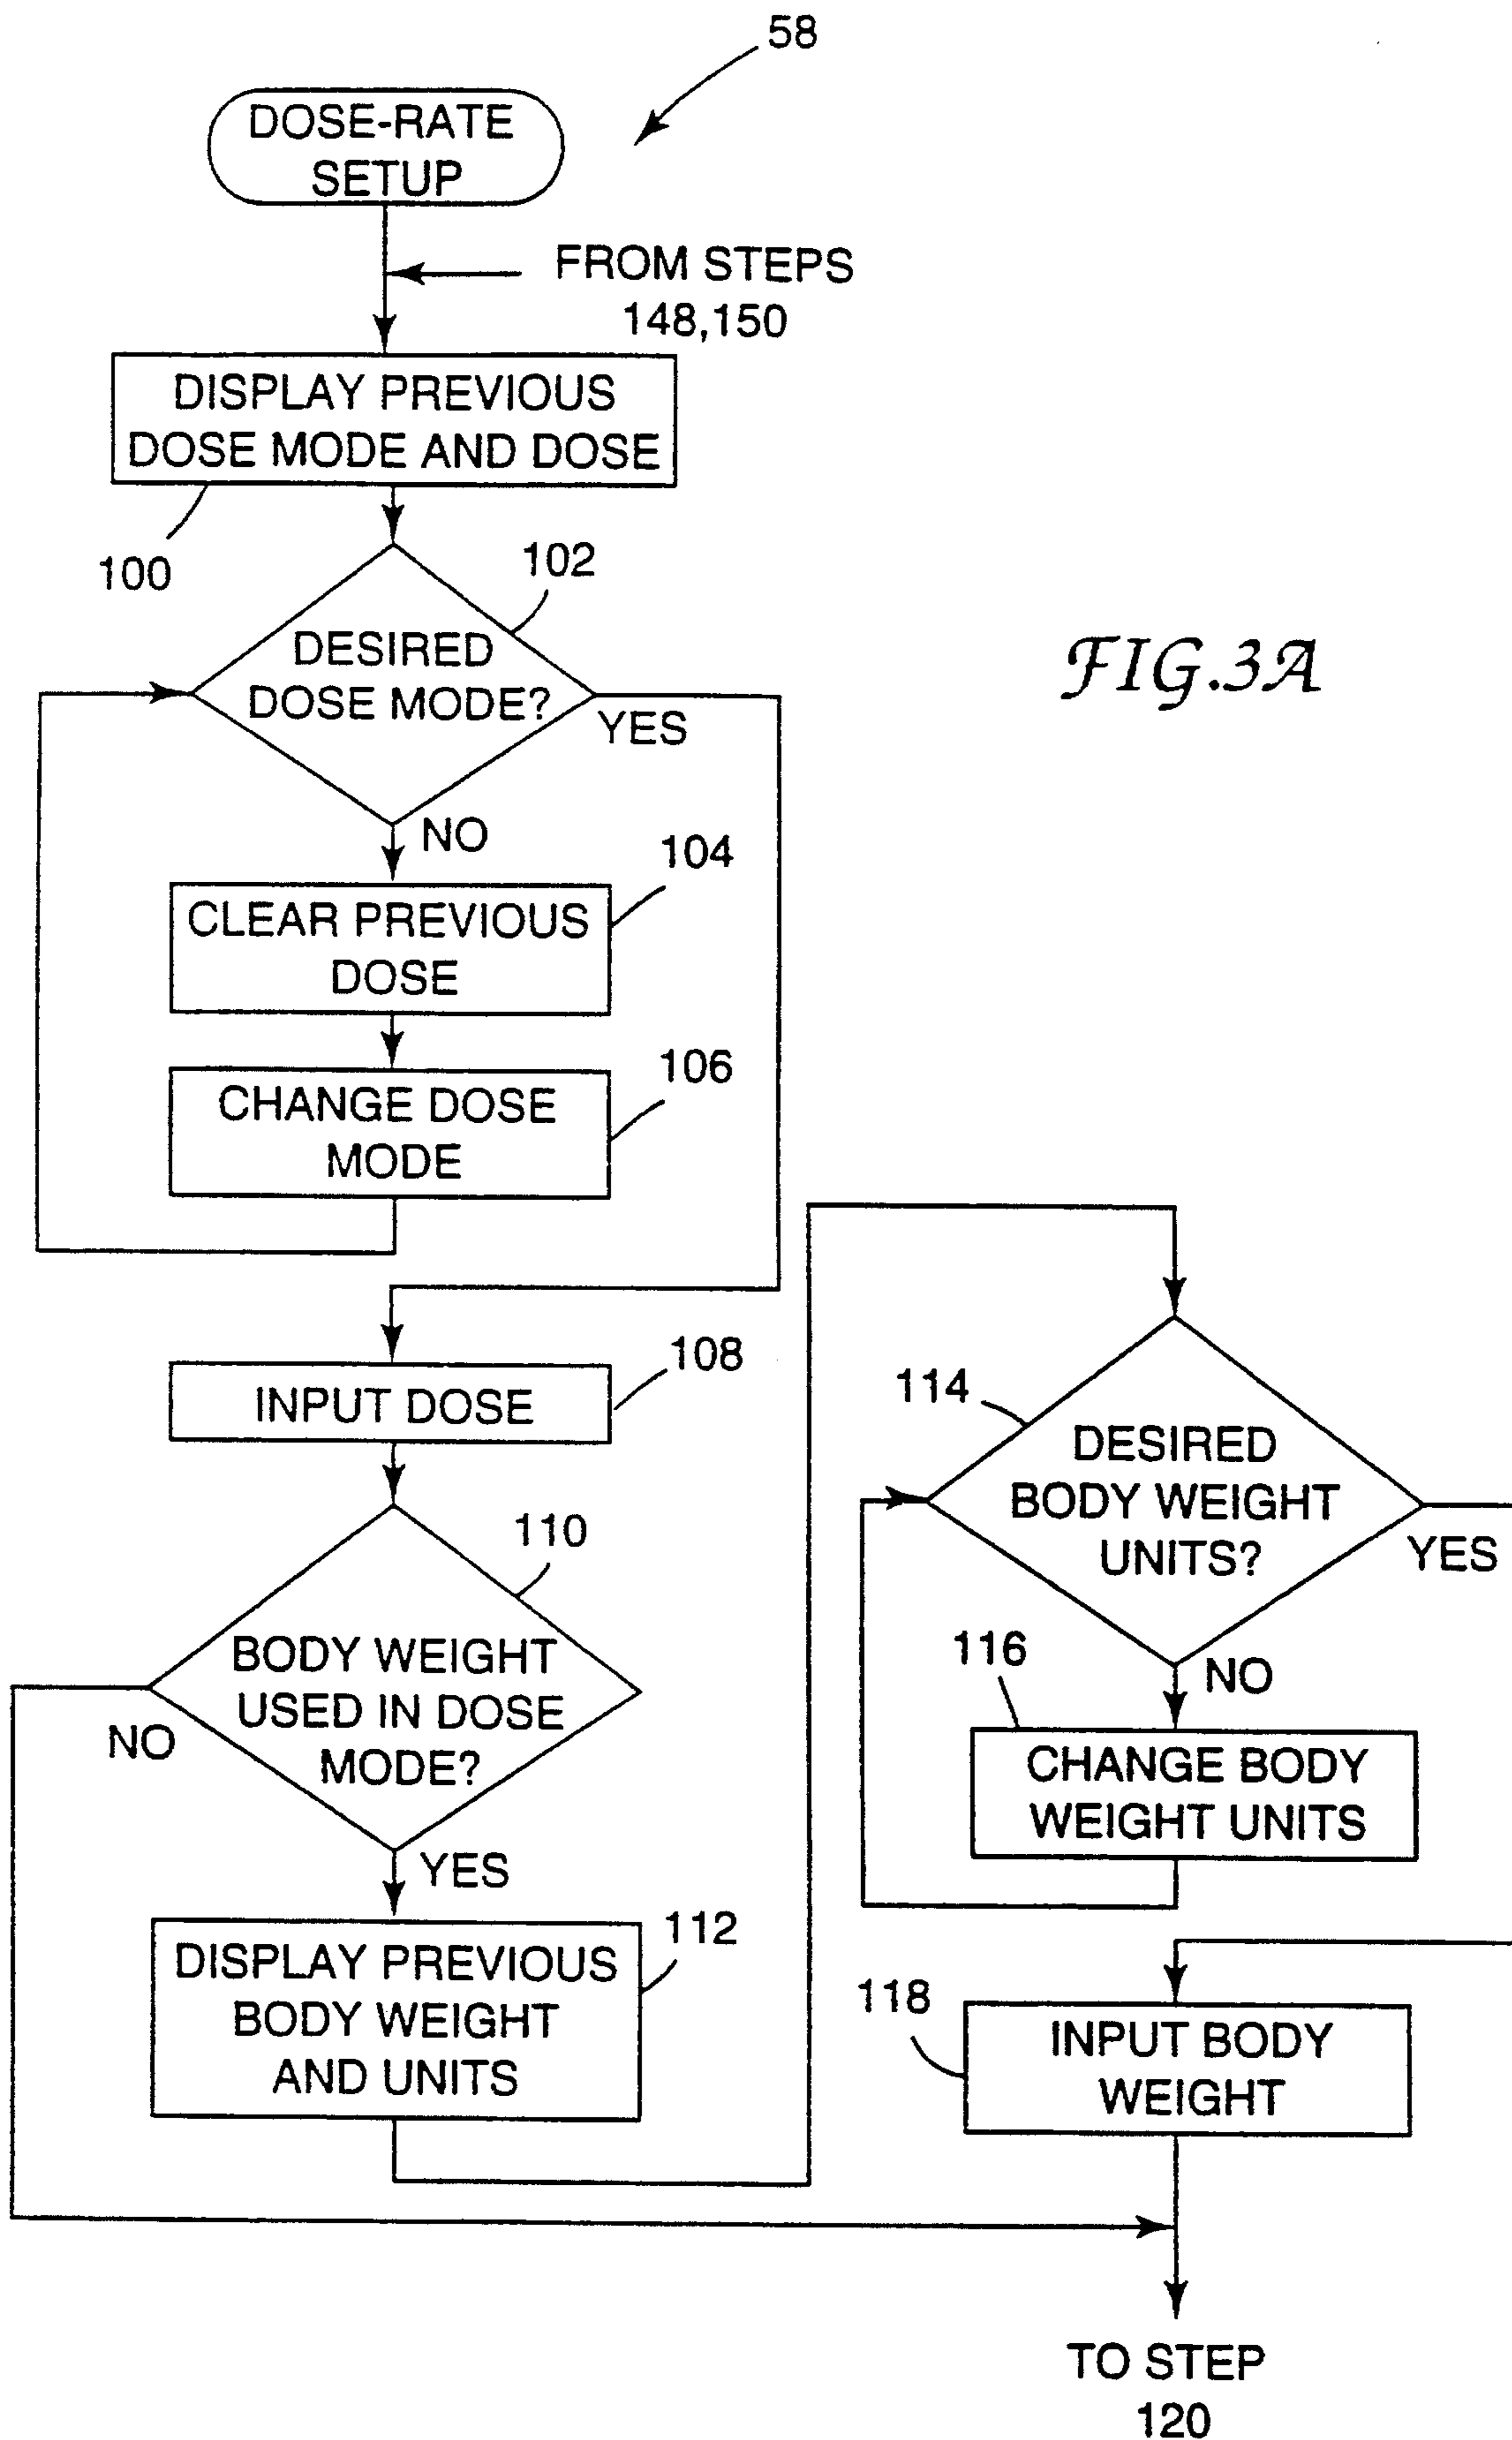 58
DOSE-RATE
SETUP
FROM STEPS
148,150
DISPLAY PREVIOUS
DOSE MODE AND DOSE
100
102
DESIRED
DOSE MODE?
YES
NO
FIG.3A
104
CLEAR PREVIOUS
DOSE
106
CHANGE DOSE
MODE
108
INPUT DOSE
110
BODY WEIGHT
USED IN DOSE
MODE?
NO
YES
112
DISPLAY PREVIOUS
BODY WEIGHT
AND UNITS
114
DESIRED
BODY WEIGHT
UNITS?
YES
NO
116
CHANGE BODY
WEIGHT UNITS
118
INPUT BODY
WEIGHT
TO STEP
120